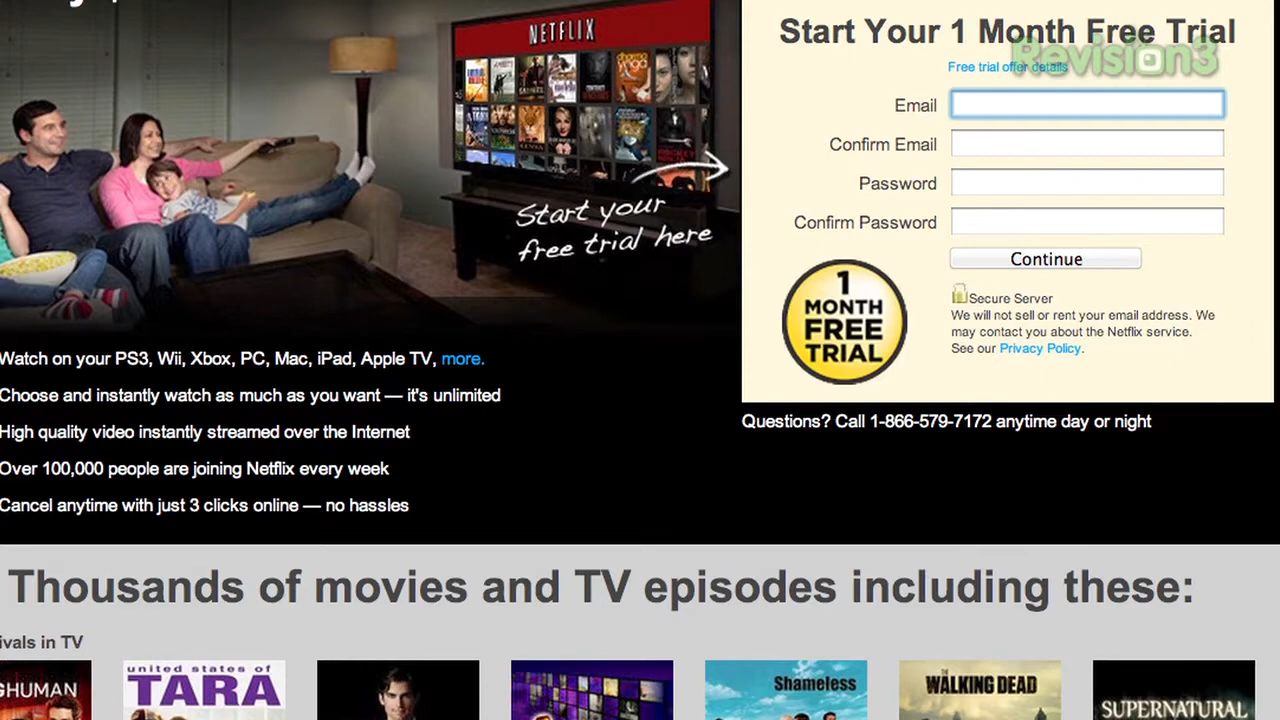 NETFLIX
Start your
free trial here
Start Your 1 Month Free Trial
Revision3
Free trial offer details
Email
Confirm Email
Password
Confirm Password
Continue
1
MONTH
FREE
TRIAL
Secure Server
We will not sell or rent your email address. We
may contact you about the Netflix service.
See our Privacy Policy.
Watch on your PS3, Wii, Xbox, PC, Mac, iPad, Apple TV, more.
Choose and instantly watch as much as you want — it's unlimited
High quality video instantly streamed over the Internet
Over 100,000 people are joining Netflix every week
Cancel anytime with just 3 clicks online — no hassles
Questions? Call 1-866-579-7172 anytime day or night
Thousands of movies and TV episodes including these:
ivals in TV
GHUMAN
united states of
TARA
Shameless
THE
WALKING DEAD
SUPERNATURAL